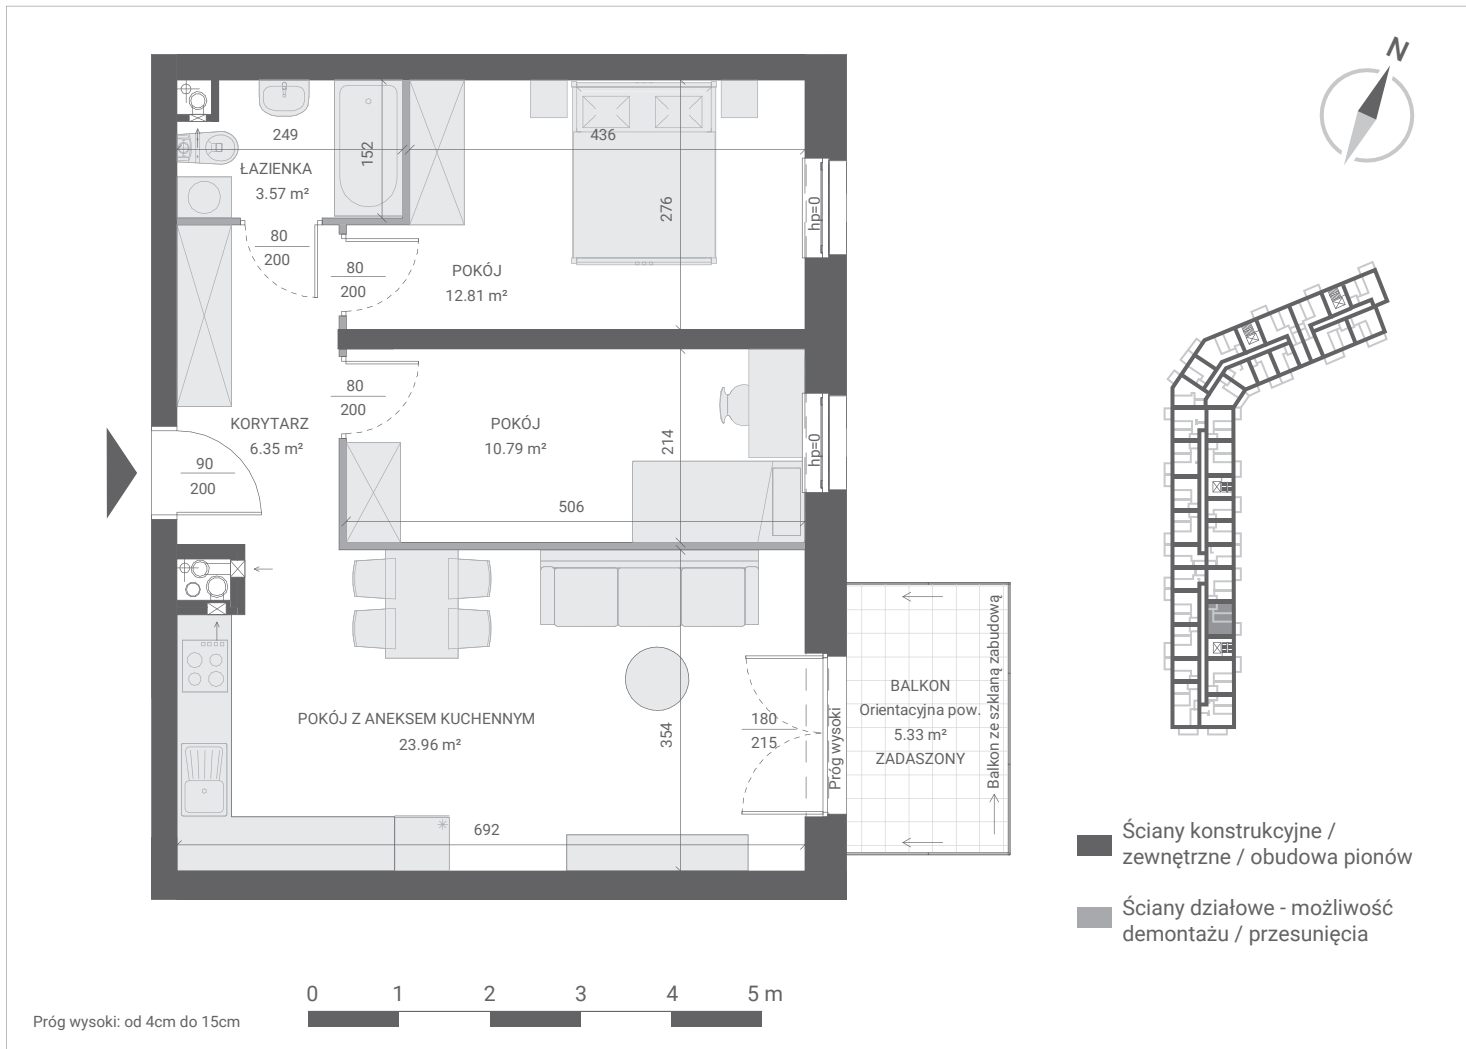 N
249
ŁAZIENKA
3.57 m²
152
436
276
hp=0
80
200
80
200
POKÓJ
12.81 m²
80
200
KORYTARZ
6.35 m²
POKÓJ
10.79 m²
214
hp=0
90
200
506
POKÓJ Z ANEKSEM KUCHENNYM
23.96 m²
354
180
215
Próg wysoki
BALKON
Orientacyjna pow.
5.33 m²
ZADASZONY
Balkon ze szklaną zabudową
692
Ściany konstrukcyjne /
zewnętrzne / obudowa pionów
Ściany działowe - możliwość
demontażu / przesunięcia
0 1 2 3 4 5 m
Próg wysoki: od 4cm do 15cm